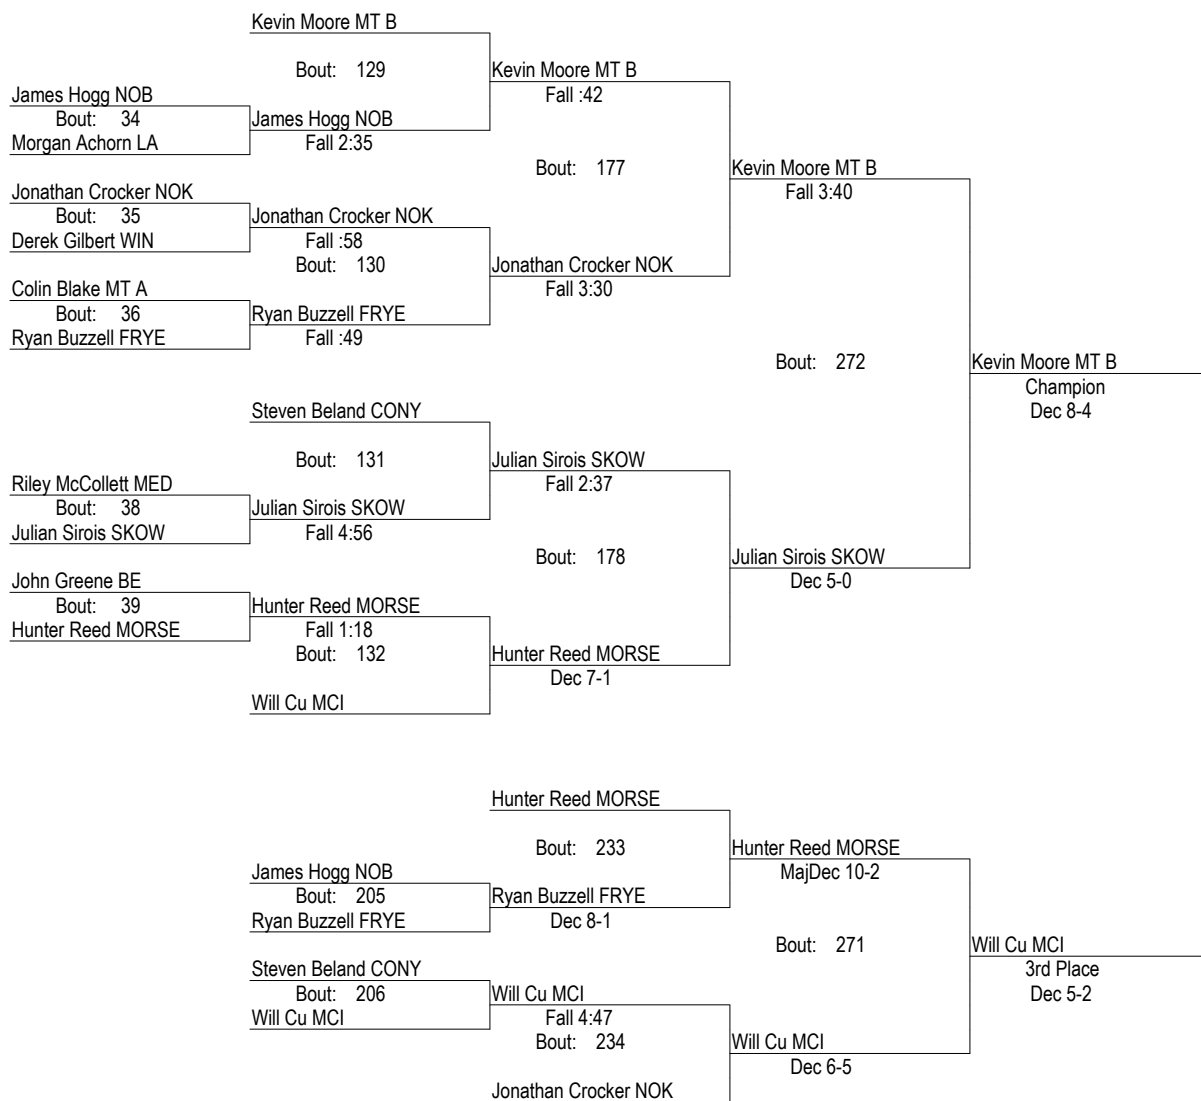 Kevin Moore MT B
Bout: 129
Kevin Moore MT B
Fall :42
James Hogg NOB
Bout: 34
Morgan Achorn LA
James Hogg NOB
Fall 2:35
Bout: 177
Kevin Moore MT B
Fall 3:40
Jonathan Crocker NOK
Bout: 35
Derek Gilbert WIN
Jonathan Crocker NOK
Fall :58
Bout: 130
Jonathan Crocker NOK
Fall 3:30
Colin Blake MT A
Bout: 36
Ryan Buzzell FRYE
Ryan Buzzell FRYE
Fall :49
Bout: 272
Kevin Moore MT B
Champion
Dec 8-4
Steven Beland CONY
Bout: 131
Julian Sirois SKOW
Fall 2:37
Riley McCollett MED
Bout: 38
Julian Sirois SKOW
Julian Sirois SKOW
Fall 4:56
Bout: 178
Julian Sirois SKOW
Dec 5-0
John Greene BE
Bout: 39
Hunter Reed MORSE
Hunter Reed MORSE
Fall 1:18
Bout: 132
Hunter Reed MORSE
Dec 7-1
Will Cu MCI
Hunter Reed MORSE
Bout: 233
Hunter Reed MORSE
MajDec 10-2
James Hogg NOB
Bout: 205
Ryan Buzzell FRYE
Ryan Buzzell FRYE
Dec 8-1
Bout: 271
Will Cu MCI
3rd Place
Dec 5-2
Steven Beland CONY
Bout: 206
Will Cu MCI
Will Cu MCI
Fall 4:47
Bout: 234
Will Cu MCI
Dec 6-5
Jonathan Crocker NOK